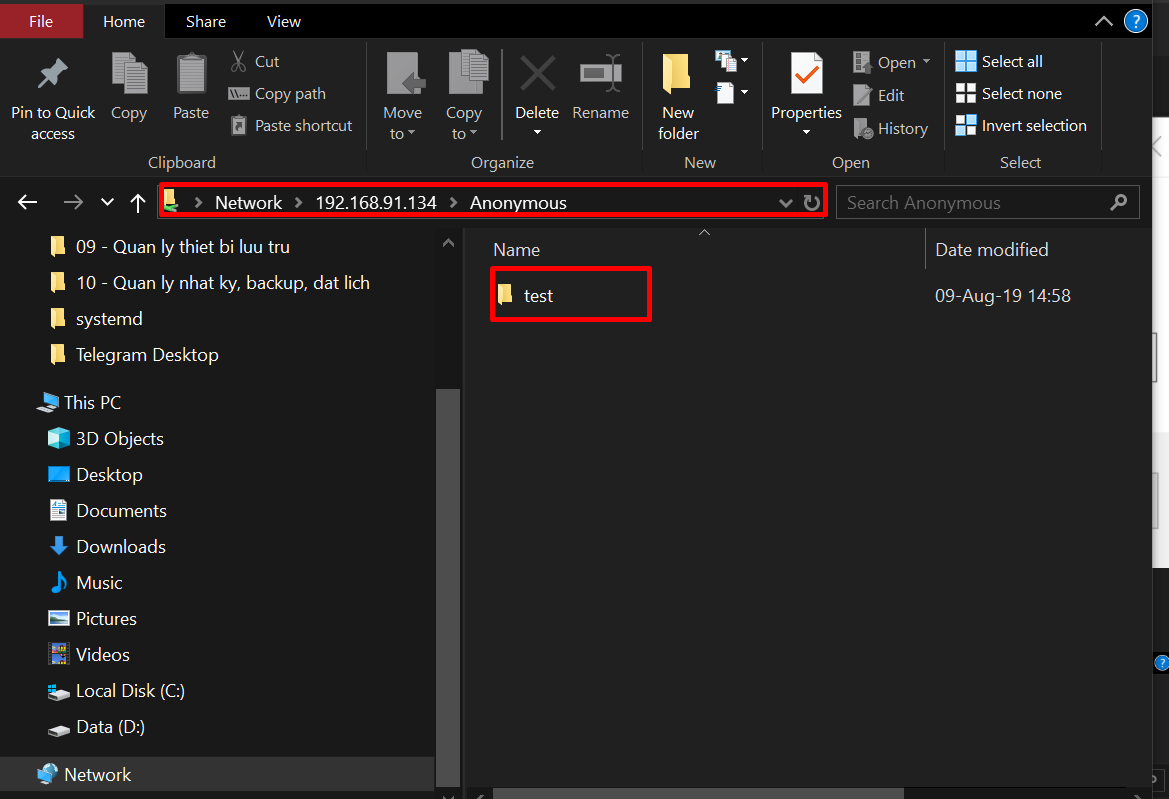 File Home Share View
Pin to Quick access
Copy
Paste
Cut
Copy path
Paste shortcut
Clipboard
Move to
Copy to
Delete
Rename
Organize
New folder
New
Properties
Open
Edit
History
Open
Select all
Select none
Invert selection
Select
Network 192.168.91.134 Anonymous
Search Anonymous
09 - Quan ly thiet bi luu tru
10 - Quan ly nhat ky, backup, dat lich
systemd
Telegram Desktop
This PC
3D Objects
Desktop
Documents
Downloads
Music
Pictures
Videos
Local Disk (C:)
Data (D:)
Network
Name Date modified
test 09-Aug-19 14:58